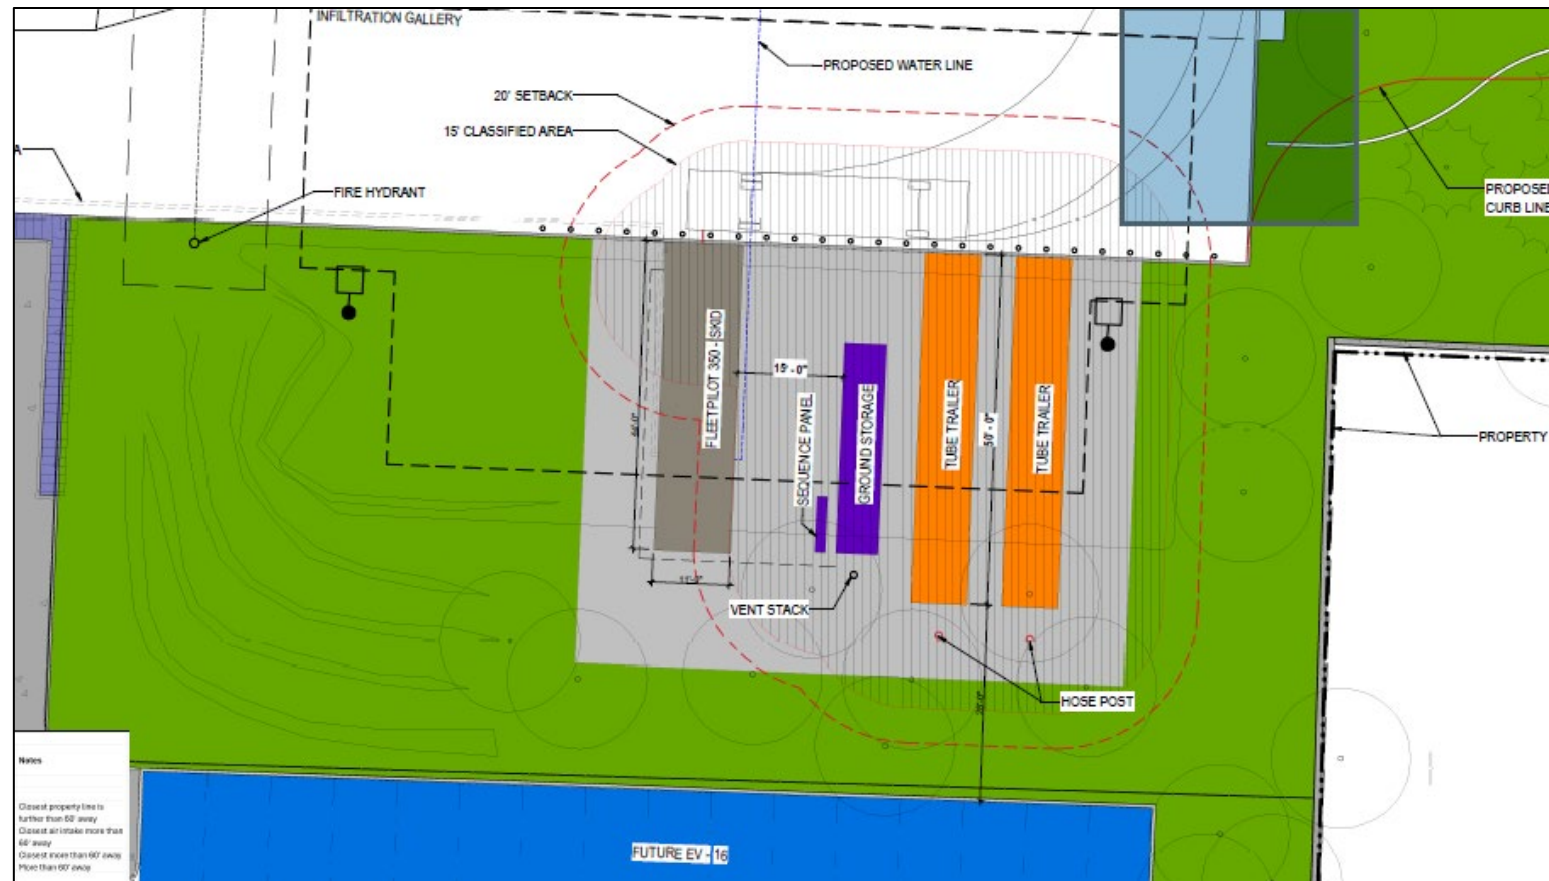 INFILTRATION GALLERY
PROPOSED WATER LINE
20' SETBACK
15' CLASSIFIED AREA
A
FIRE HYDRANT
PROPOSED
CURB LINE
FLEETPILOT 350 - SKID
15' - 0"
SEQUENCE PANEL
GROUND STORAGE
TUBE TRAILER
50' - 0"
TUBE TRAILER
PROPERTY
11'-0"
VENT STACK
HOSE POST
Notes
Closest property line is
further than 60' away
Closest air intake more than
60' away
Closest more than 60' away
More than 60' away
FUTURE EV - 16